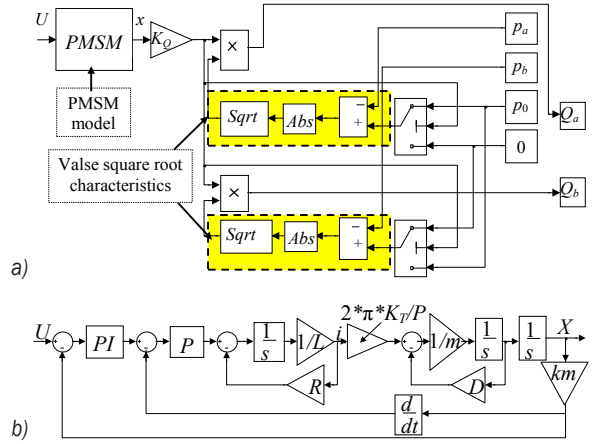 U
PMSM
x
K_Q
×
p_a
p_b
p_0
0
PMSM
model
Sqrt
Abs
−
+
Q_a
Valse square root
characteristics
×
Q_b
Sqrt
Abs
−
+
a)
2*π*K_T/P
U
-
PI
-
P
-
1/s
1/L
i
-
1/m
1/s
1/s
X
R
D
km
d/dt
b)